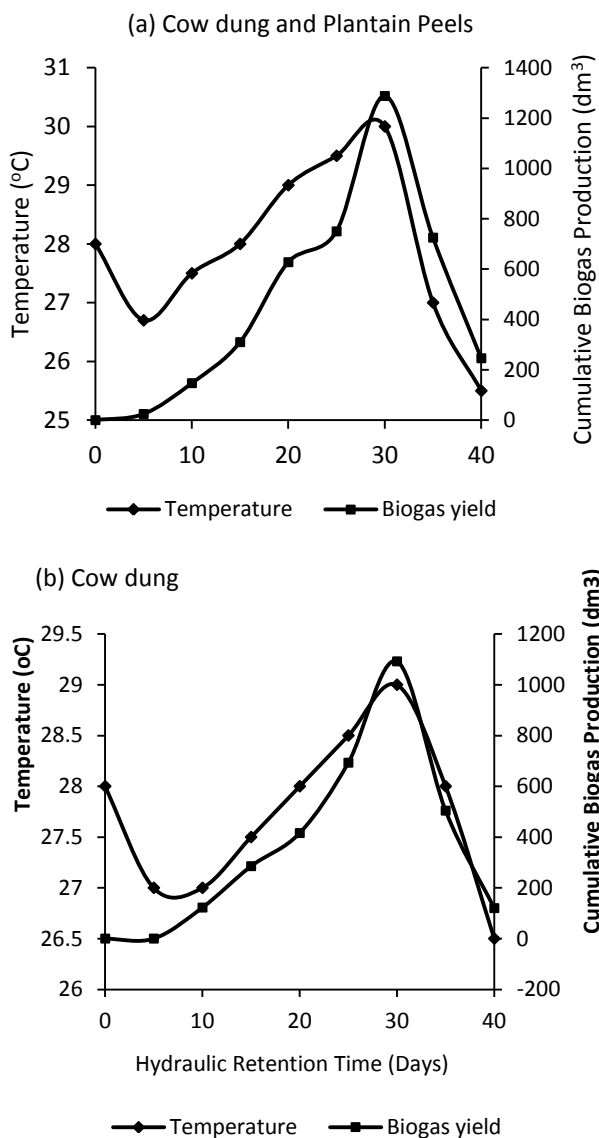 (a) Cow dung and Plantain Peels
Temperature (°C)
31
30
29
28
27
26
25
1400
1200
1000
800
600
400
200
0
Cumulative Biogas Production (dm³)
0 10 20 30 40
Temperature Biogas yield
(b) Cow dung
Temperature (oC)
29.5
29
28.5
28
27.5
27
26.5
26
1200
1000
800
600
400
200
0
-200
Cumulative Biogas Production (dm3)
0 10 20 30 40
Hydraulic Retention Time (Days)
Temperature Biogas yield